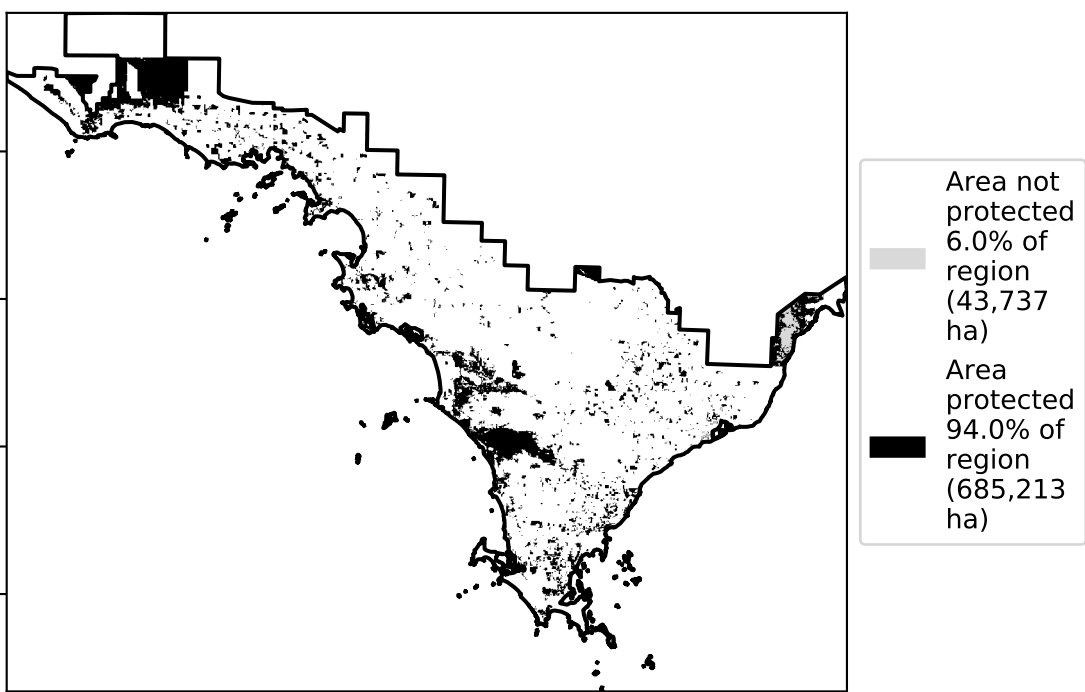 Area not
protected
6.0% of
region
(43,737
ha)
Area
protected
94.0% of
region
(685,213
ha)